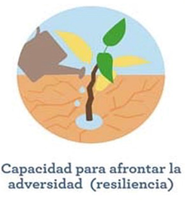 Capacidad para afrontar la
adversidad (resiliencia)